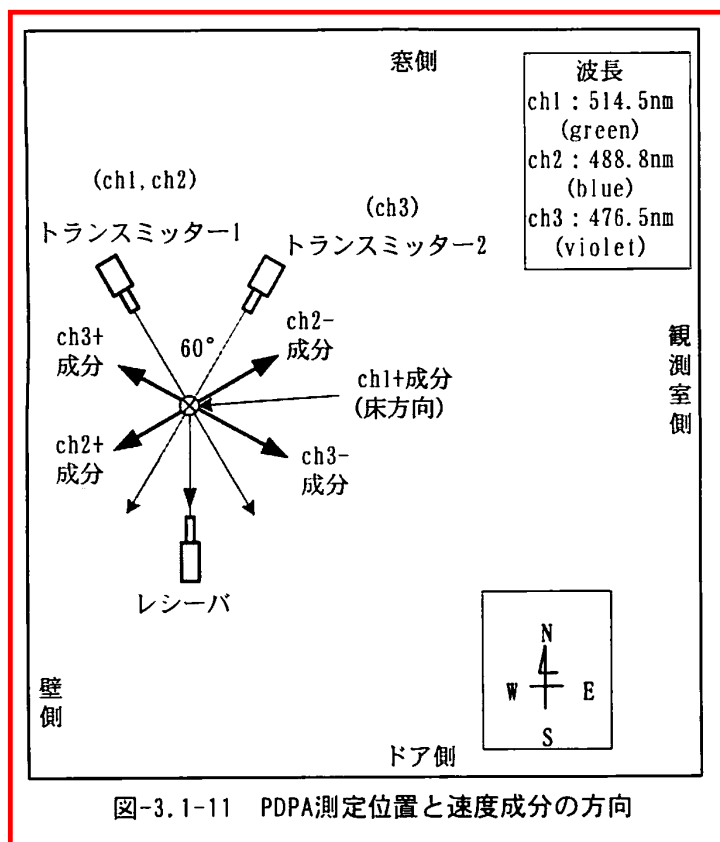 窓側
波長
ch1：514.5nm
(green)
ch2：488.8nm
(blue)
ch3：476.5nm
(violet)
(ch1,ch2)
トランスミッター1
(ch3)
トランスミッター2
60°
ch3+
成分
ch2-
成分
ch1+成分
(床方向)
ch2+
成分
ch3-
成分
レシーバ
観測室側
壁側
N
W E
S
ドア側
図-3.1-11 PDPA測定位置と速度成分の方向